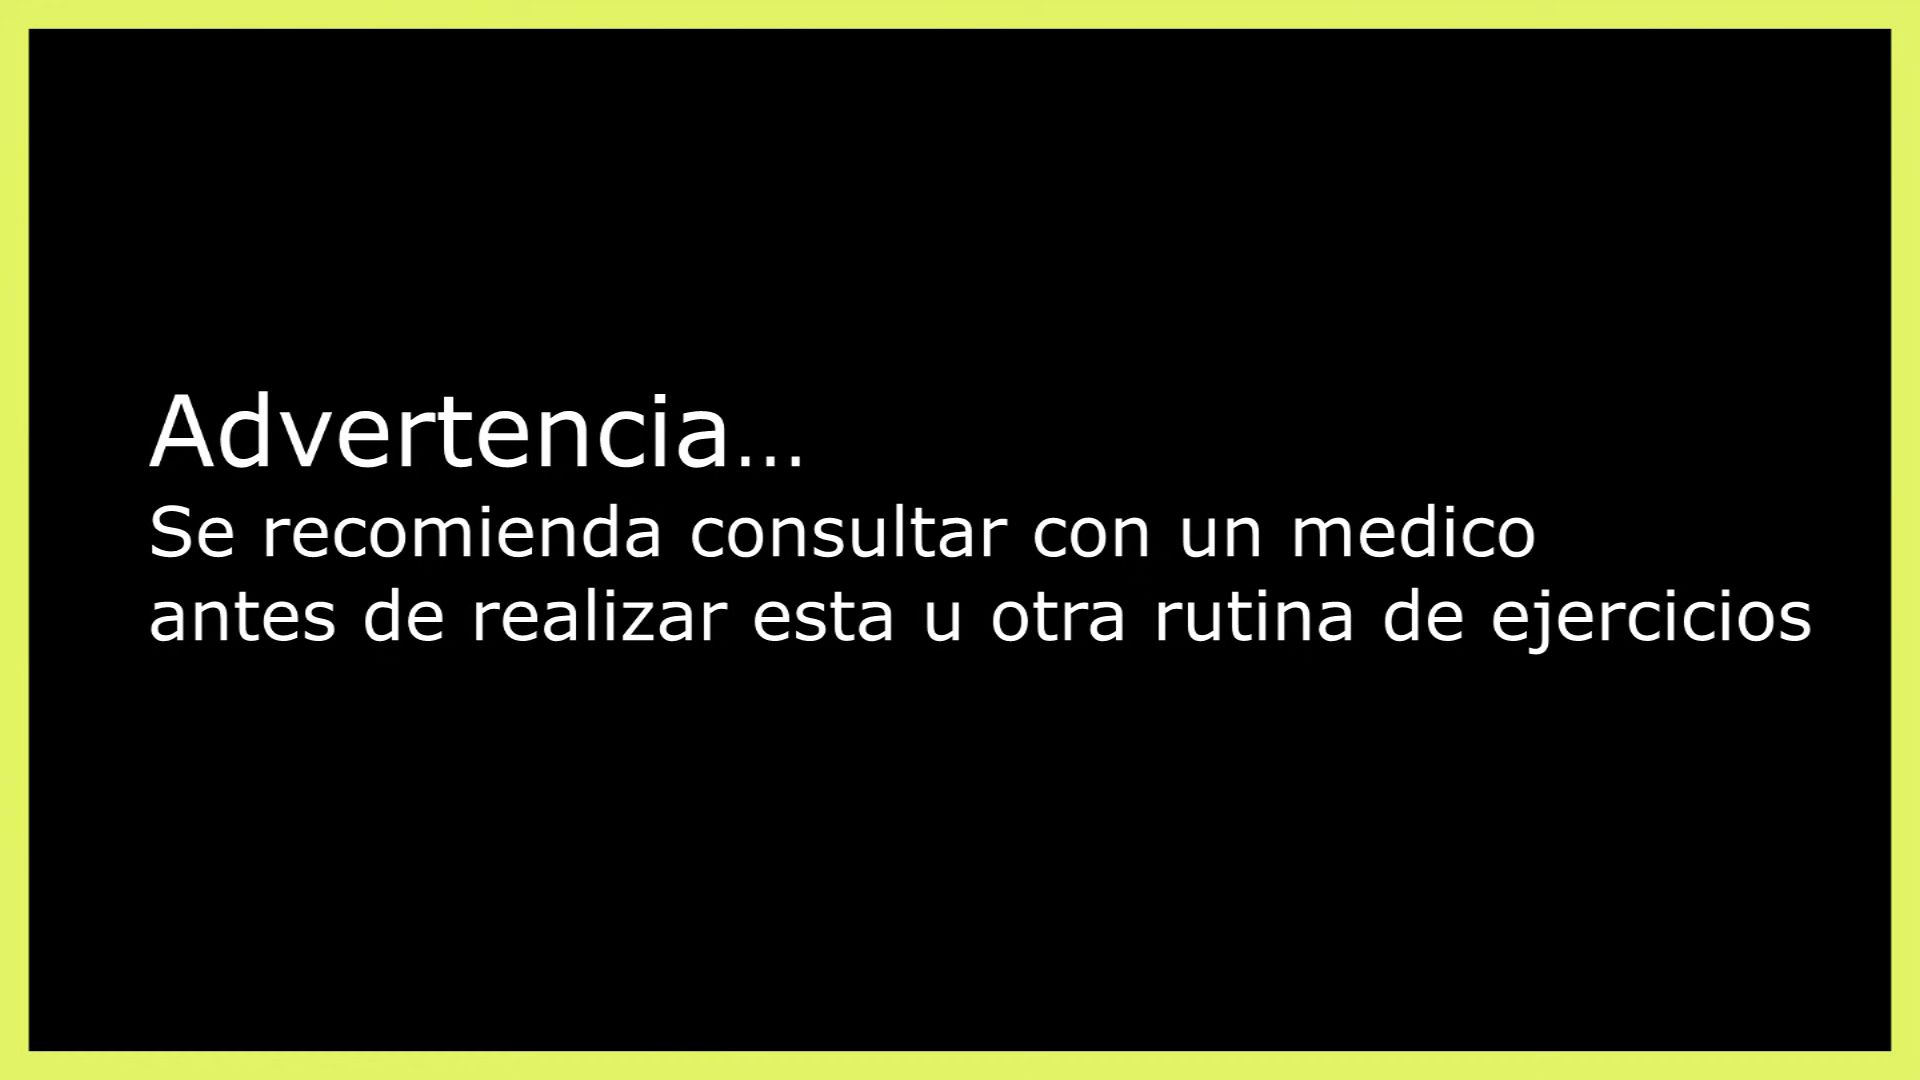 Advertencia...
Se recomienda consultar con un medico
antes de realizar esta u otra rutina de ejercicios